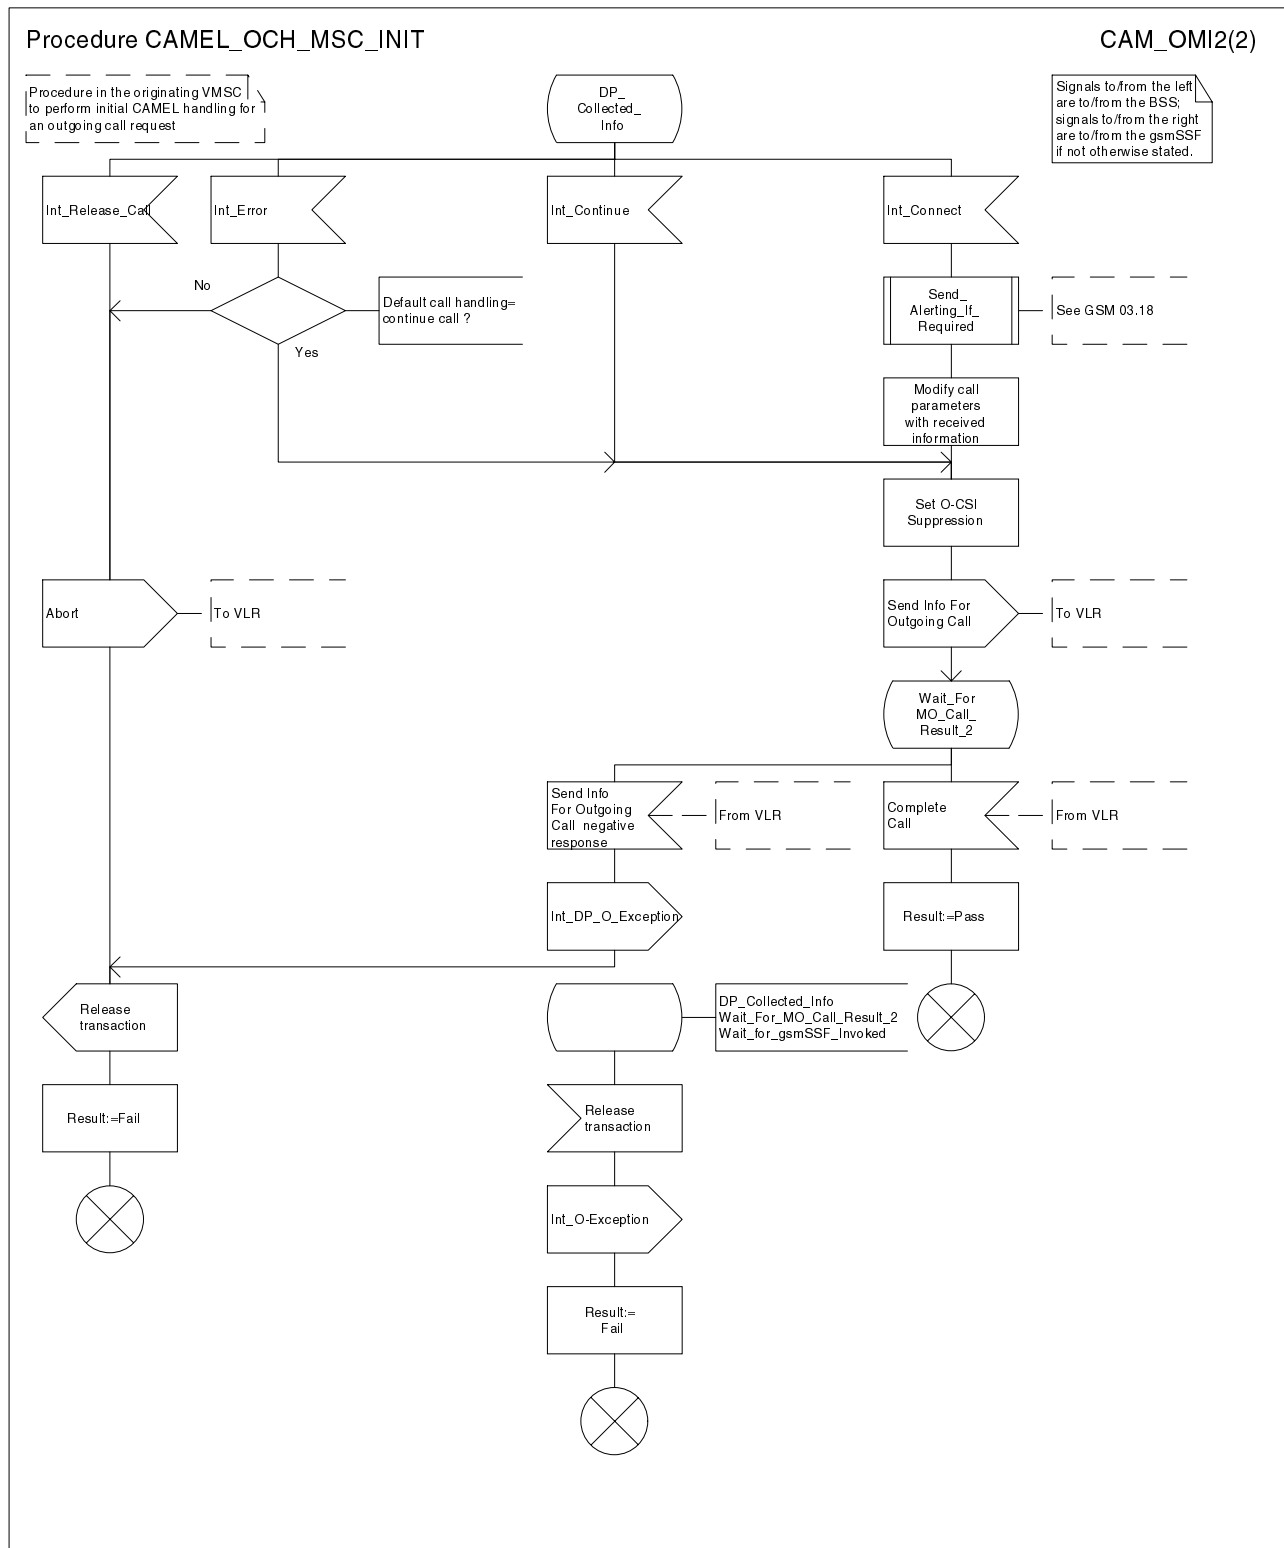 Procedure CAMEL_OCH_MSC_INIT
CAM_OMI2(2)
Procedure in the originating VMSC
to perform initial CAMEL handling for
an outgoing call request
DP_
Collected_
Info
Signals to/from the left
are to/from the BSS;
signals to/from the right
are to/from the gsmSSF
if not otherwise stated.
Int_Release_Call
Int_Error
Int_Continue
Int_Connect
No
Default call handling=
continue call ?
Yes
Send_
Alerting_If_
Required
See GSM 03.18
Modify call
parameters
with received
information
Set O-CSI
Suppression
Abort
To VLR
Send Info For
Outgoing Call
To VLR
Wait_For
MO_Call_
Result_2
Send Info
For Outgoing
Call negative
response
From VLR
Complete
Call
From VLR
Int_DP_O_Exception
Result:=Pass
Release
transaction
DP_Collected_Info
Wait_For_MO_Call_Result_2
Wait_for_gsmSSF_Invoked
Result:=Fail
Release
transaction
Int_O-Exception
Result:=
Fail